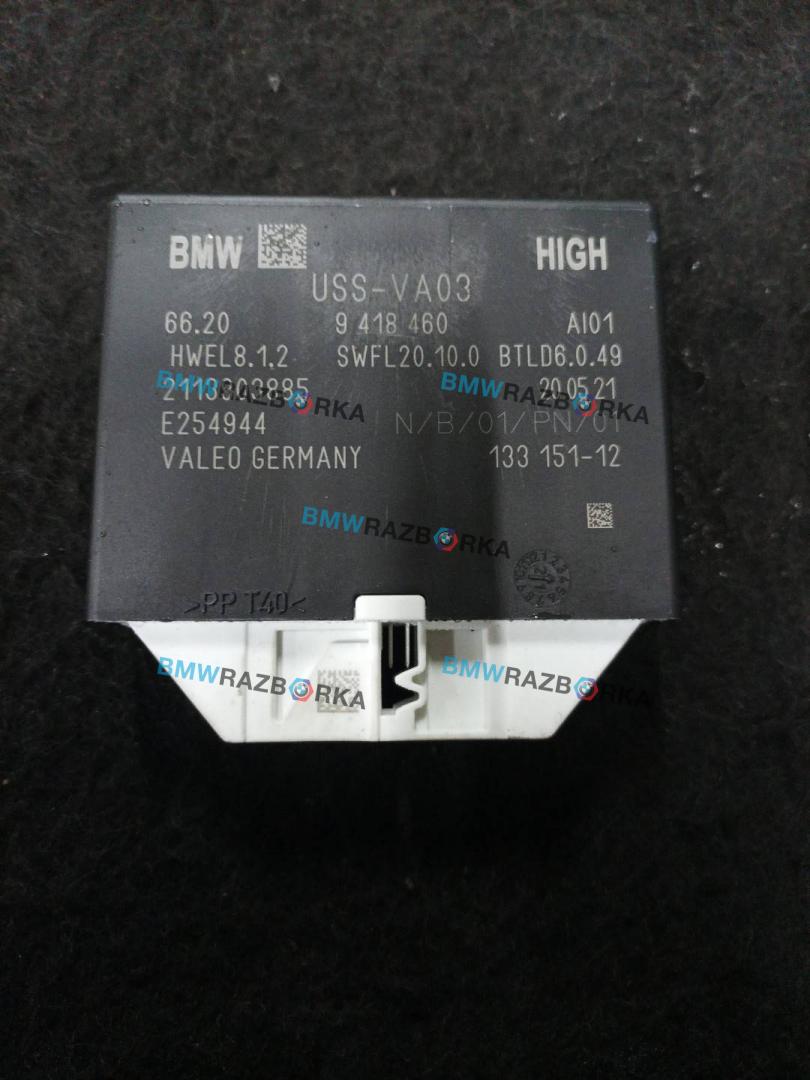 BMW HIGH
USS-VA03
66.20 9 418 460 AI01
HWEL8.1.2 SWFL20.10.0 BTLD6.0.49
BMWRAZBORKA BMWRAZBORKA
20.05.21
E254944 N/B/01/PN/01
VALEO GERMANY 133 151-12
BMWRAZBORKA
>PP T40<
BMWRAZBORKA BMWRAZBORKA